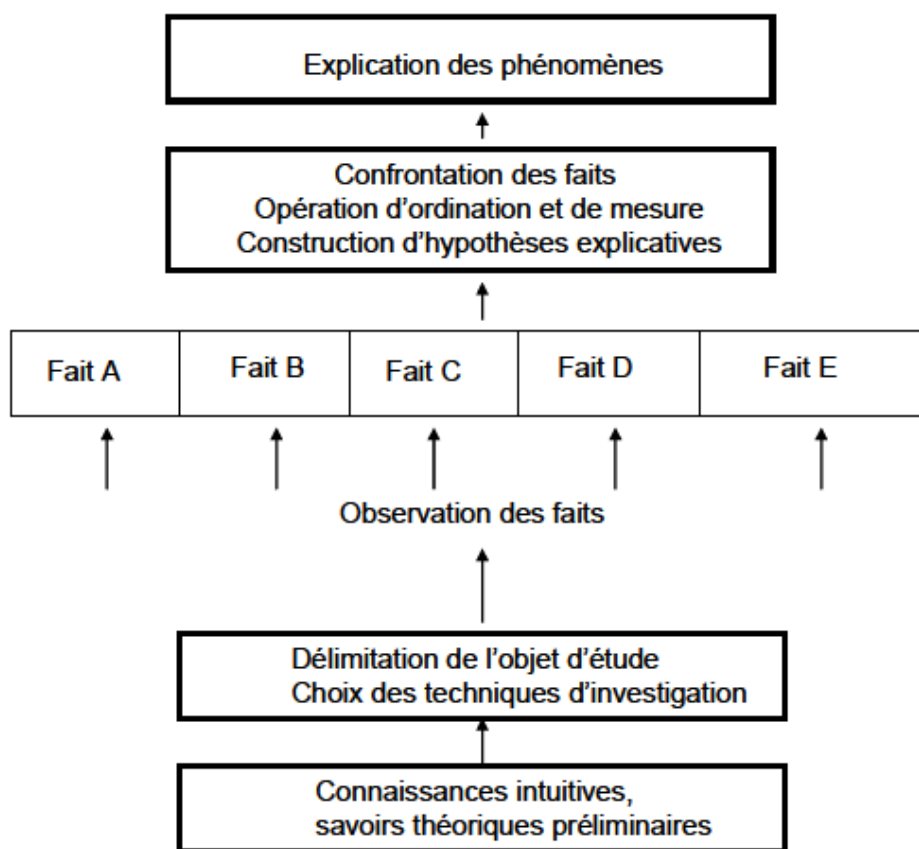 Explication des phénomènes
Confrontation des faits
Opération d'ordination et de mesure
Construction d'hypothèses explicatives
Fait A
Fait B
Fait C
Fait D
Fait E
Observation des faits
Délimitation de l'objet d'étude
Choix des techniques d'investigation
Connaissances intuitives,
savoirs théoriques préliminaires